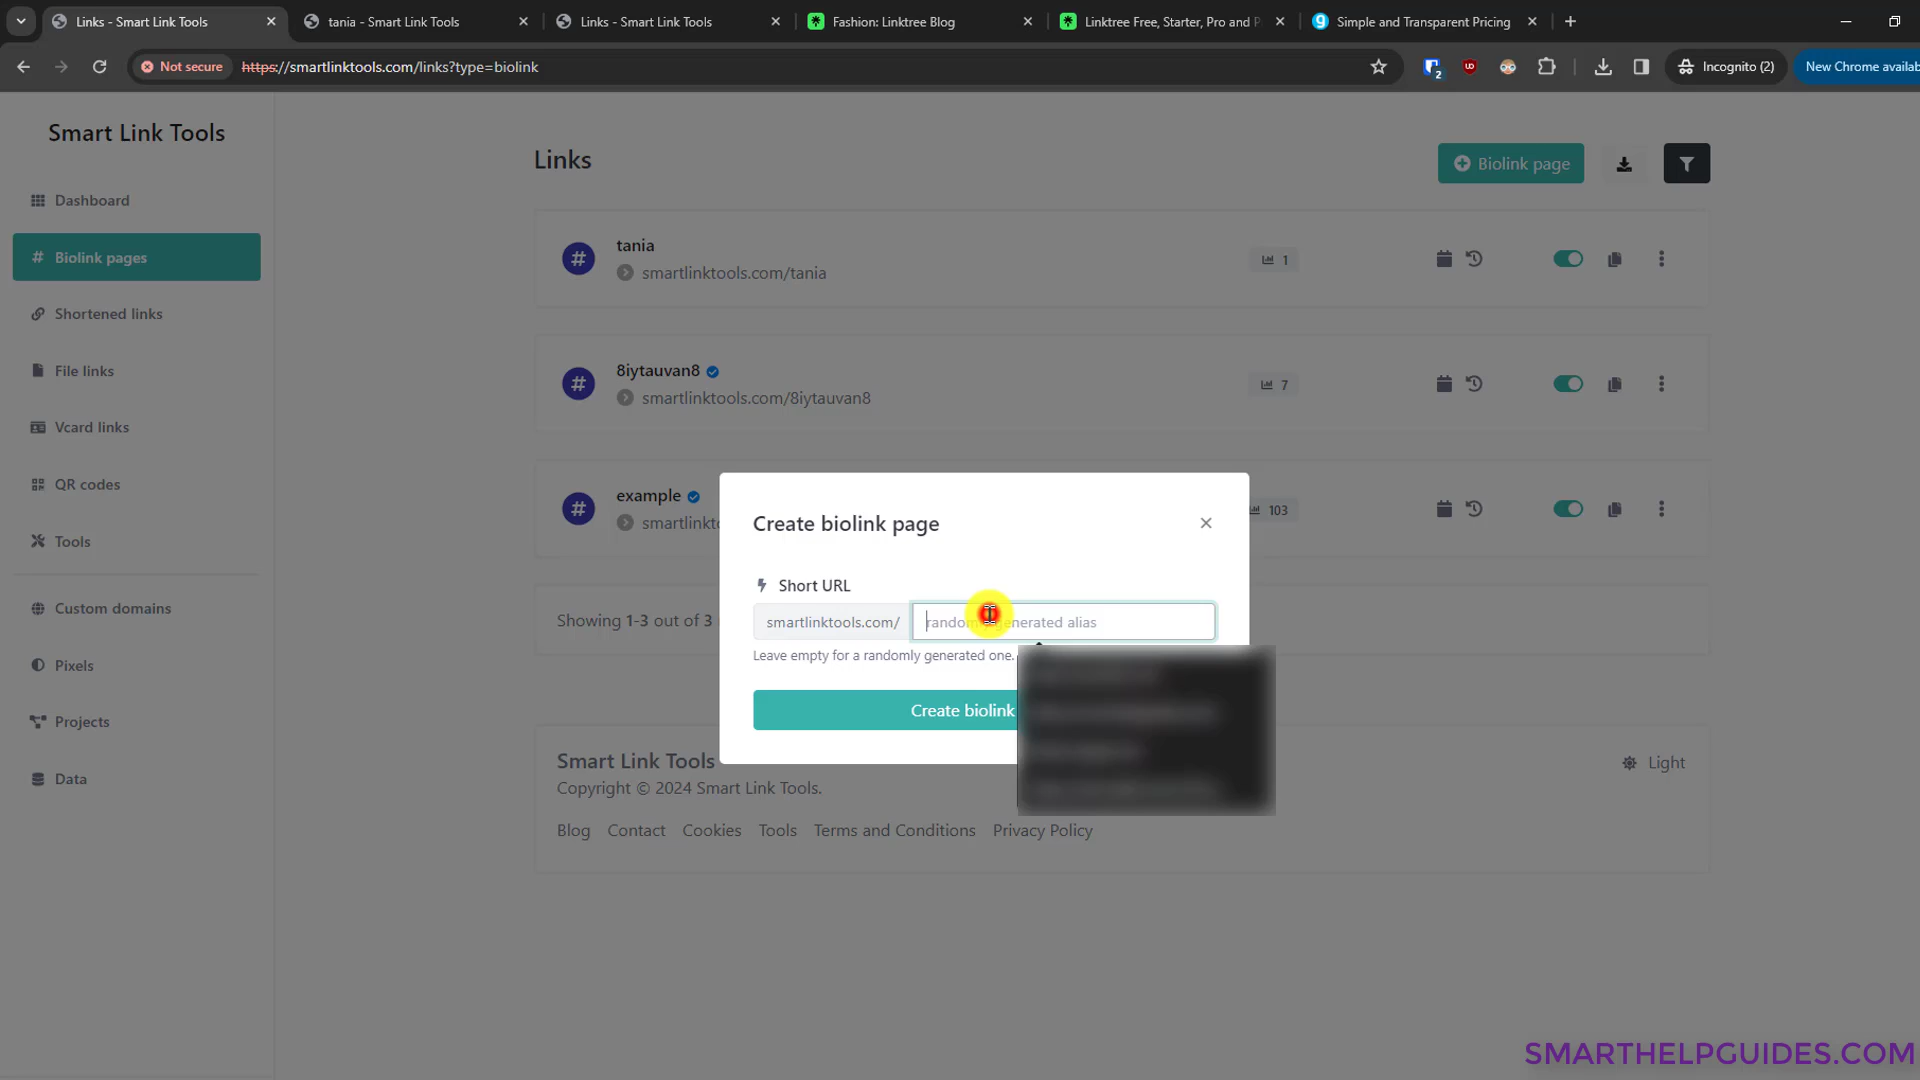 Links - Smart Link Tools
tania - Smart Link Tools
Links - Smart Link Tools
Fashion: Linktree Blog
Linktree Free, Starter, Pro and P
Simple and Transparent Pricing
Not secure
https://smartlinktools.com/links?type=biolink
2
Incognito (2)
New Chrome availab
Smart Link Tools
Dashboard
Biolink pages
Shortened links
File links
Vcard links
QR codes
Tools
Custom domains
Pixels
Projects
Data
Links
Biolink page
tania
smartlinktools.com/tania
1
8iytauvan8
smartlinktools.com/8iytauvan8
7
example
smartlinktc
103
Showing 1-3 out of 3
Create biolink page
Short URL
smartlinktools.com/
generated alias
Leave empty for a randomly generated one.
Create biolink
Smart Link Tools
Copyright © 2024 Smart Link Tools.
Light
Blog Contact Cookies Tools Terms and Conditions Privacy Policy
SMARTHELPGUIDES.COM